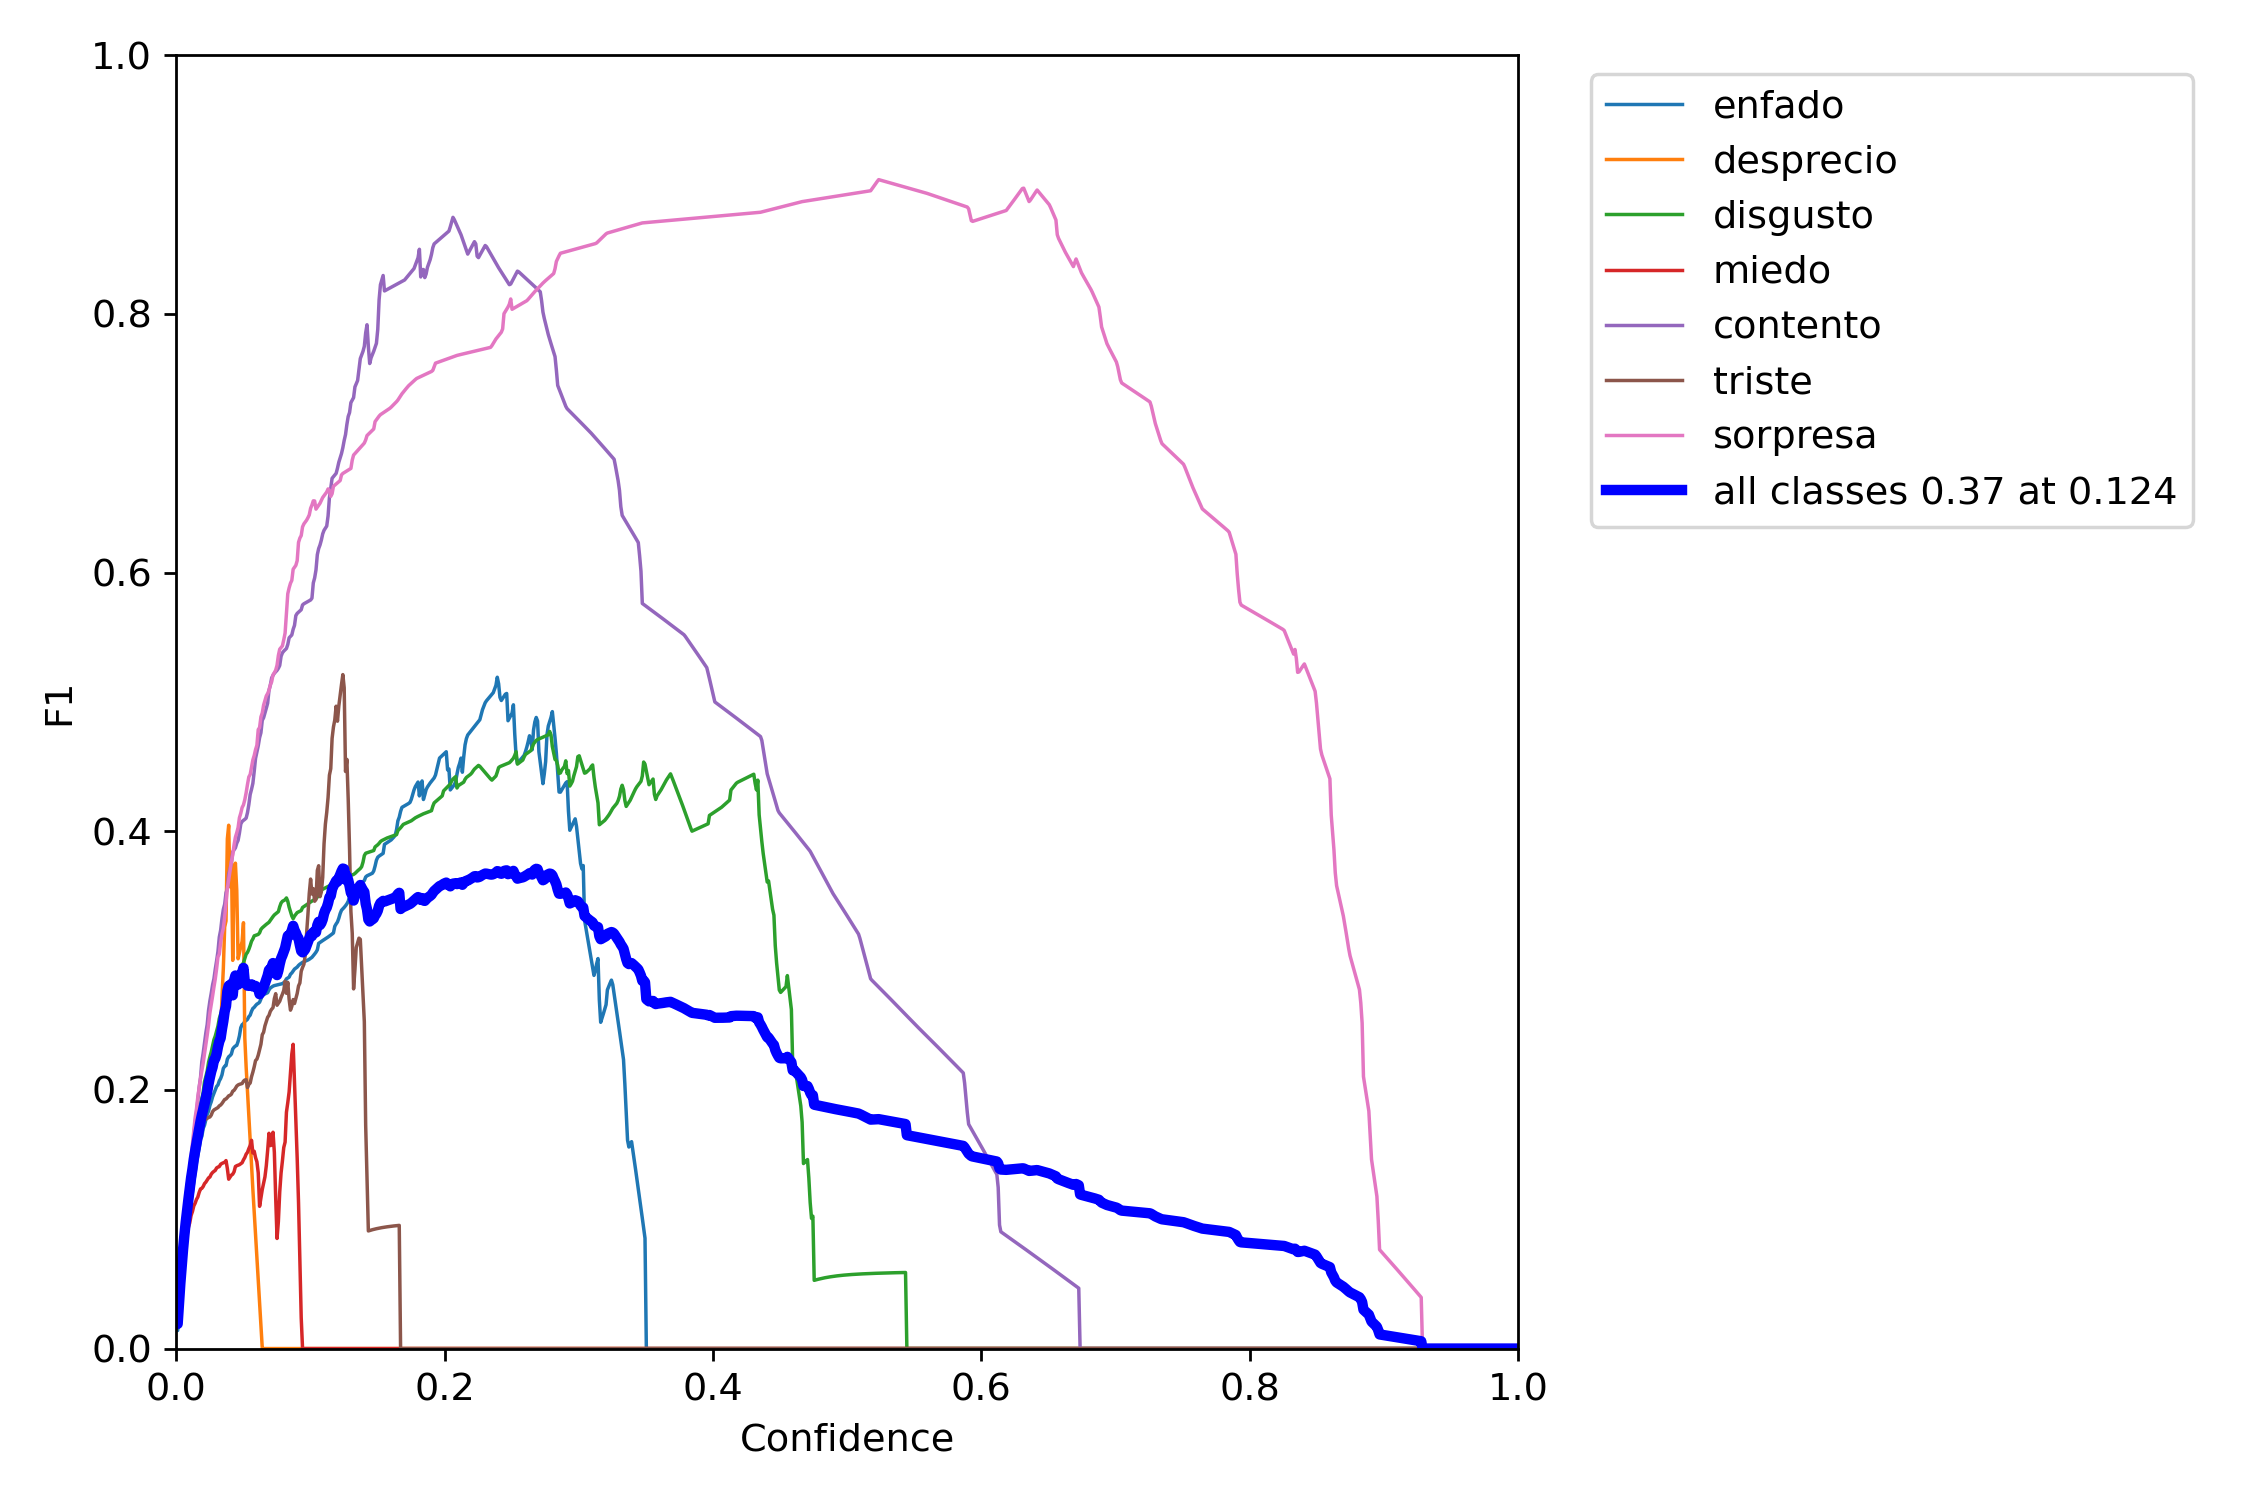 1.0
0.8
0.6
0.4
0.2
0.0
F1
0.0 0.2 0.4 0.6 0.8 1.0
Confidence
enfado
desprecio
disgusto
miedo
contento
triste
sorpresa
all classes 0.37 at 0.124